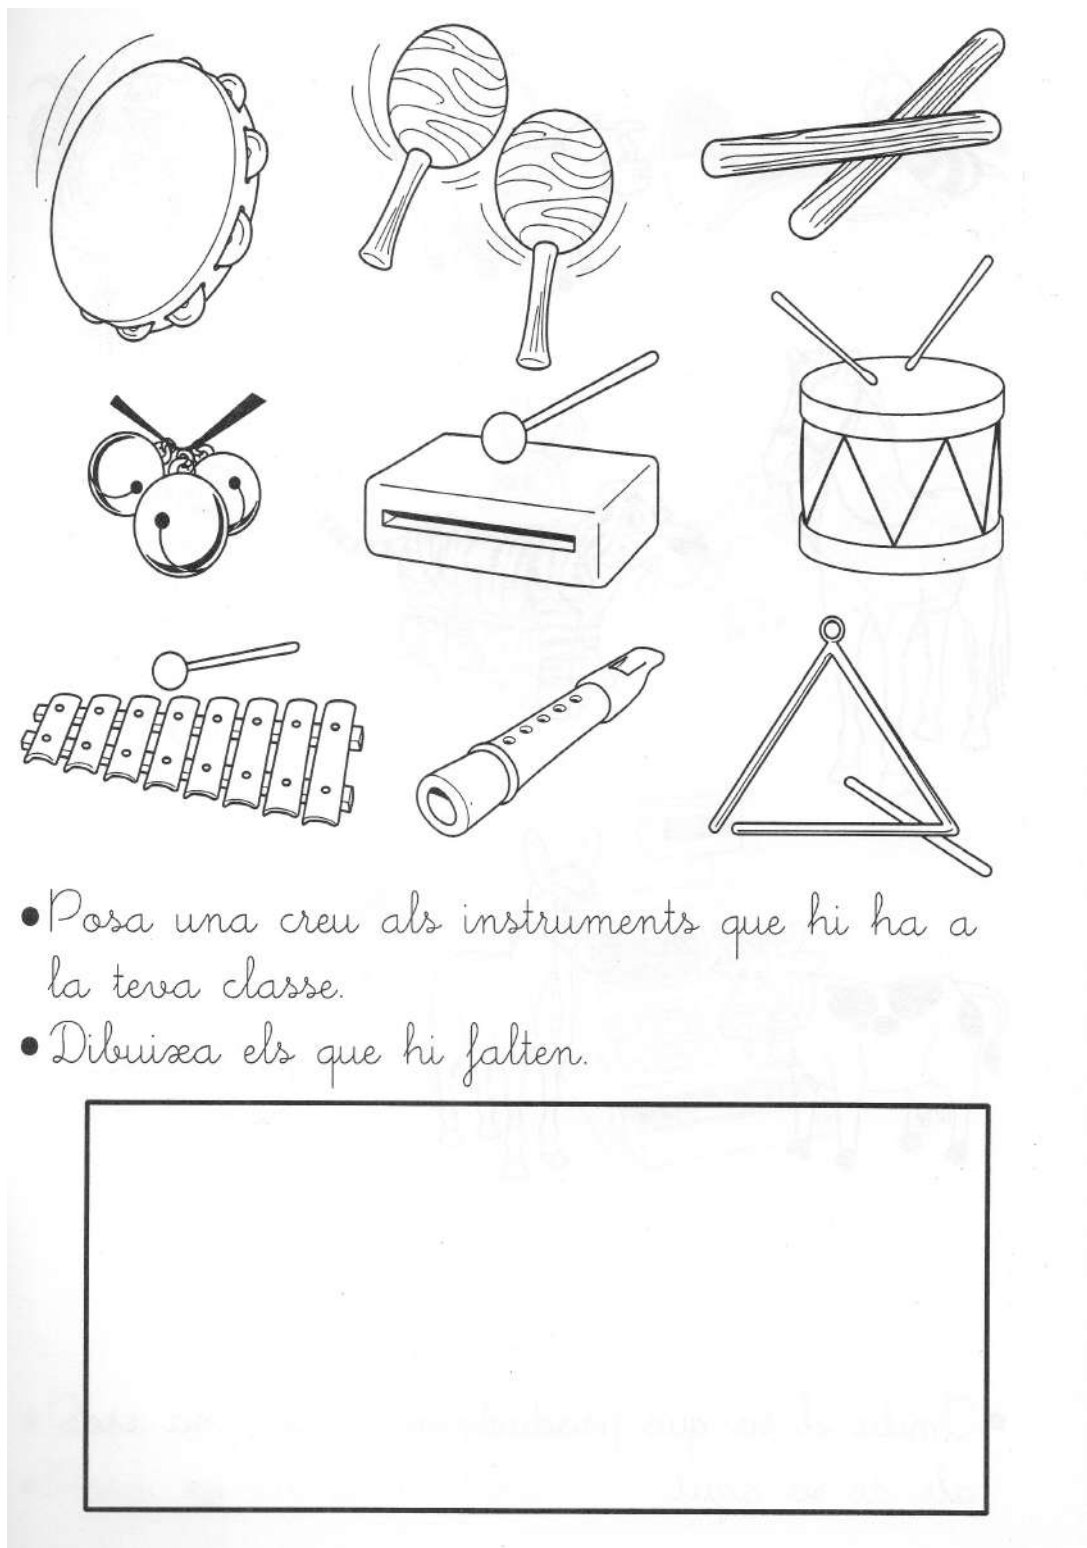 • Posa una creu als instruments que hi ha a
la teva classe.
• Dibuixa els que hi falten.